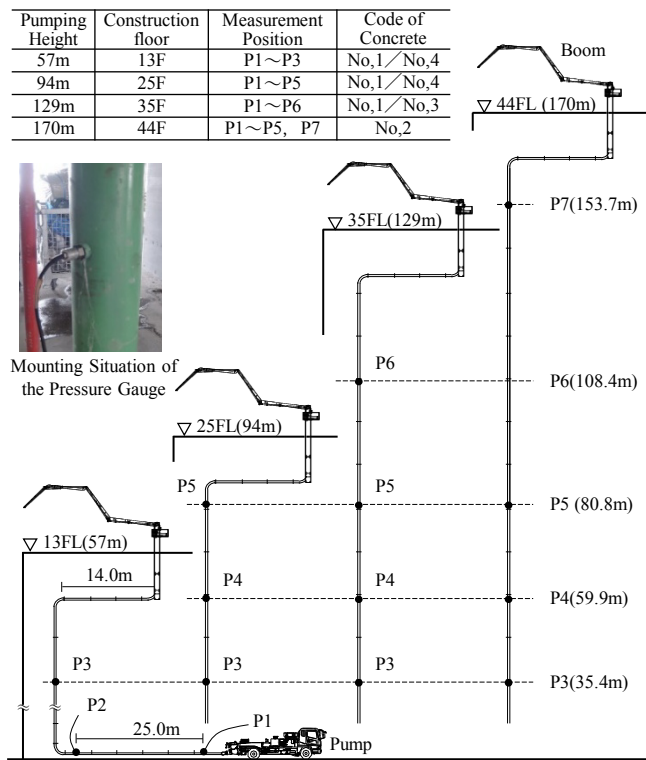 Pumping Height Construction floor Measurement Position Code of Concrete
57m 13F P1～P3 No,1／No,4
94m 25F P1～P5 No,1／No,4
129m 35F P1～P6 No,1／No,3
170m 44F P1～P5, P7 No,2
Boom
▽ 44FL (170m)
P7(153.7m)
▽ 35FL(129m)
Mounting Situation of
the Pressure Gauge
P6
P6(108.4m)
▽ 25FL(94m)
P5
P5
P5 (80.8m)
▽ 13FL(57m)
14.0m
P4
P4
P4(59.9m)
P3
P3
P3
P3(35.4m)
P2
25.0m
P1
Pump